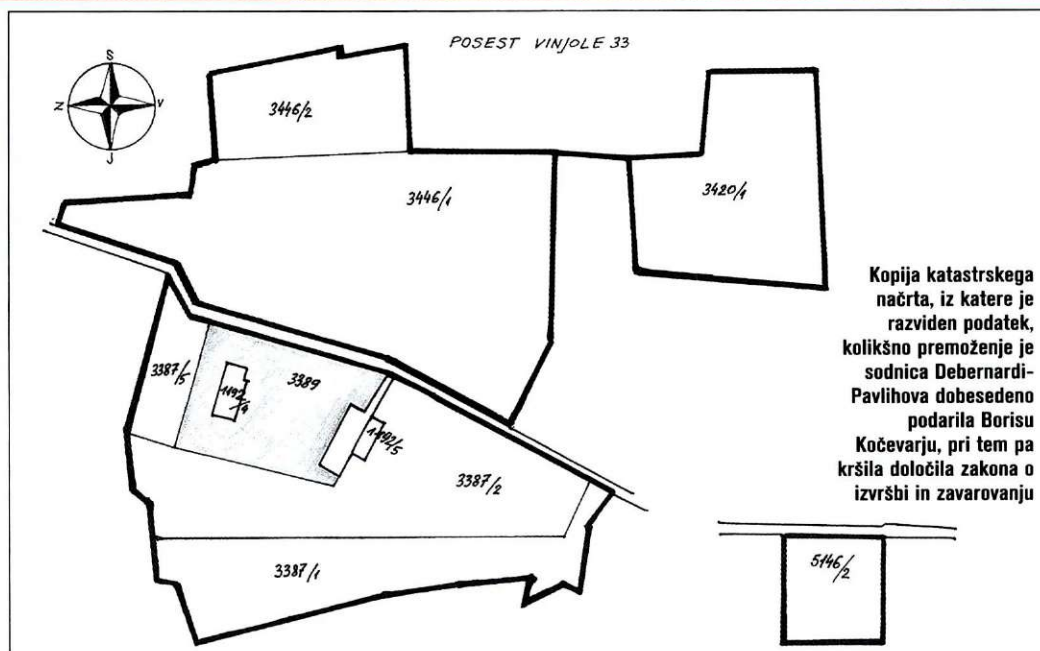 POSEST VINJOLE 33
S
Z
V
J
3446/2
3446/1
3420/1
Kopija katastrskega
načrta, iz katere je
razviden podatek,
kolikšno premoženje je
sodnica Debernardi-
Pavlihova dobesedeno
podarila Borisu
Kočevarju, pri tem pa
kršila določila zakona o
izvršbi in zavarovanju
3387/5
1192/4
3389
1192/5
3387/2
3387/1
5146/2